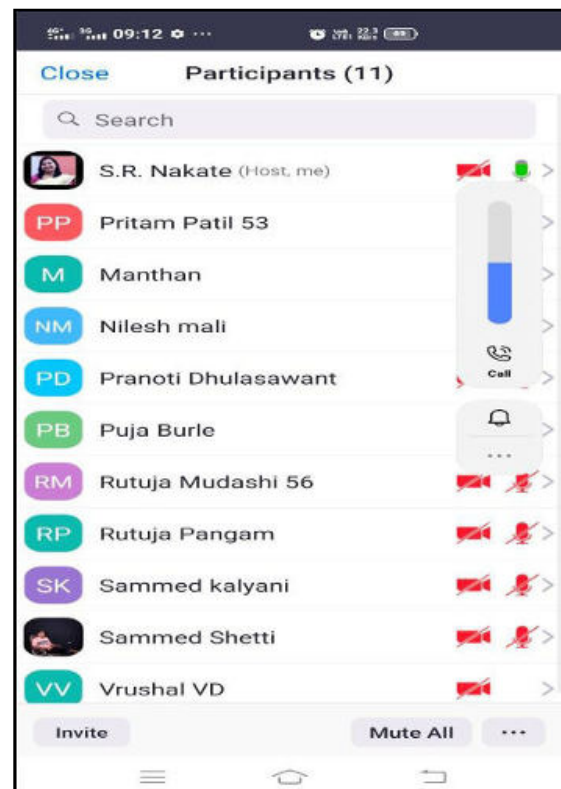 09:12
Close Participants (11)
Search
S.R. Nakate (Host, me)
PP Pritam Patil 53
M Manthan
NM Nilesh mali
PD Pranoti Dhulasawant
Call
PB Puja Burle
RM Rutuja Mudashi 56
RP Rutuja Pangam
SK Sammed kalyani
Sammed Shetti
VV Vrushal VD
Invite Mute All